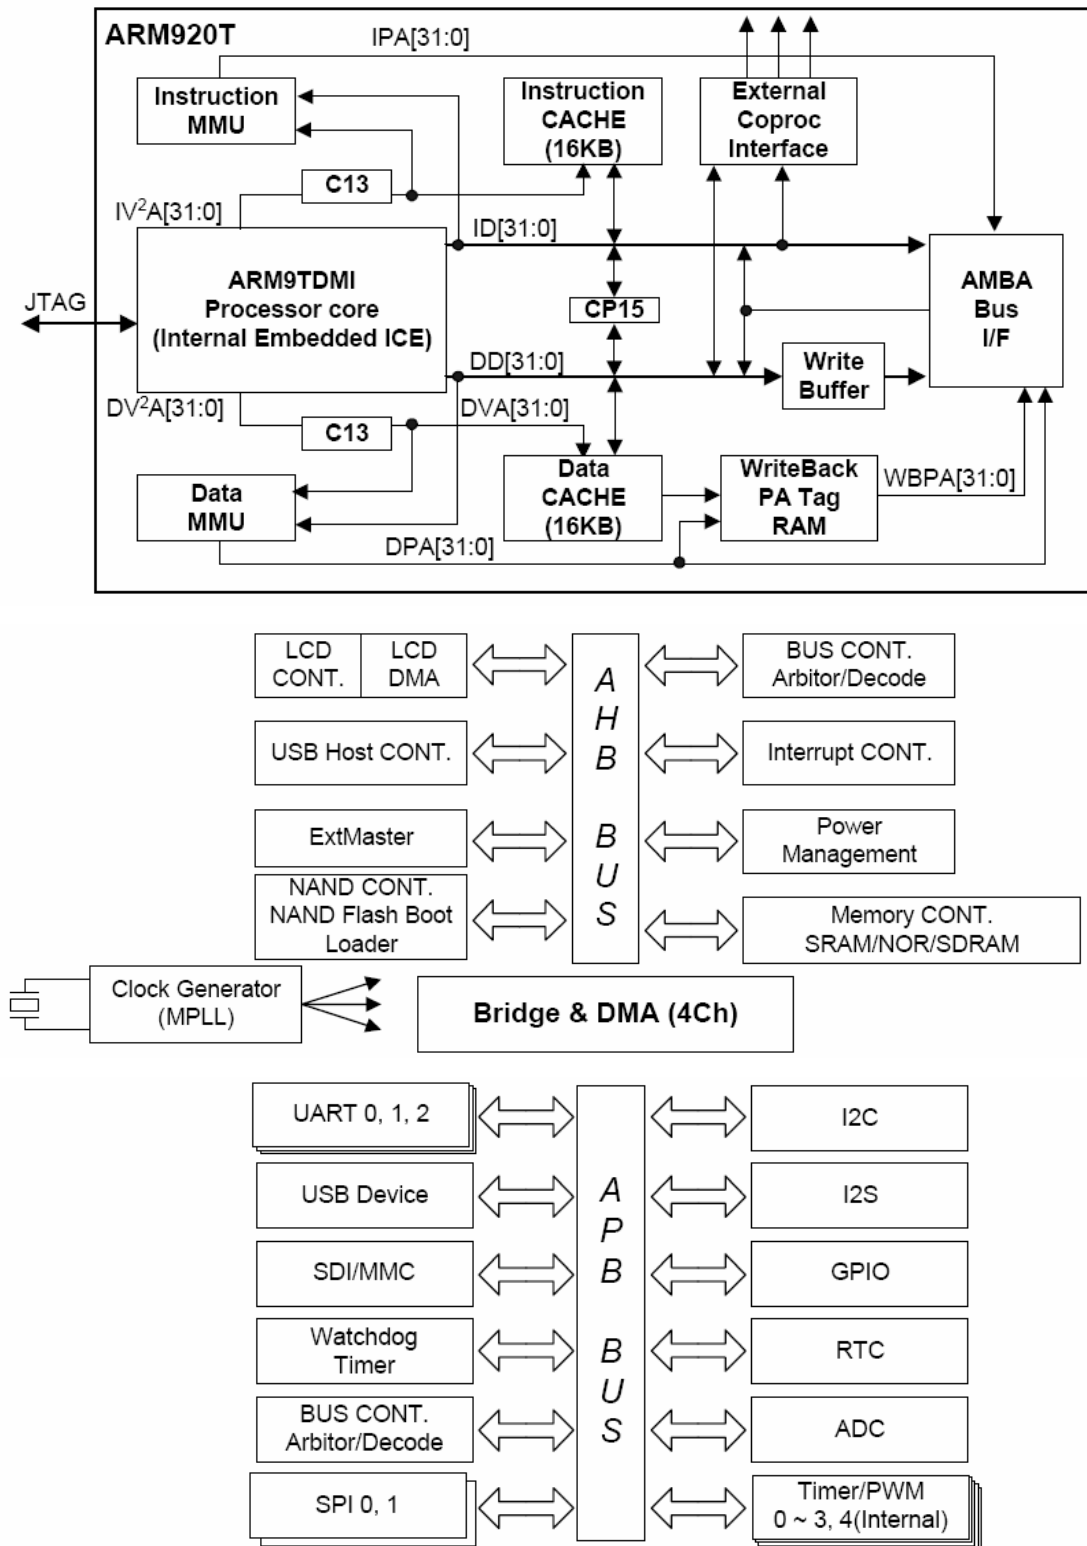 ARM920T
IPA[31:0]
Instruction
MMU
Instruction
CACHE
(16KB)
External
Coproc
Interface
C13
IV²A[31:0]
ID[31:0]
ARM9TDMI
Processor core
(Internal Embedded ICE)
JTAG
CP15
AMBA
Bus
I/F
DD[31:0]
Write
Buffer
DV²A[31:0]
C13
DVA[31:0]
Data
MMU
Data
CACHE
(16KB)
WriteBack
PA Tag
RAM
WBPA[31:0]
DPA[31:0]
LCD
CONT.
LCD
DMA
USB Host CONT.
ExtMaster
NAND CONT.
NAND Flash Boot
Loader
AHB BUS
BUS CONT.
Arbitor/Decode
Interrupt CONT.
Power
Management
Memory CONT.
SRAM/NOR/SDRAM
Clock Generator
(MPLL)
Bridge & DMA (4Ch)
UART 0, 1, 2
USB Device
SDI/MMC
Watchdog
Timer
BUS CONT.
Arbitor/Decode
SPI 0, 1
APB BUS
I2C
I2S
GPIO
RTC
ADC
Timer/PWM
0 ~ 3, 4(Internal)